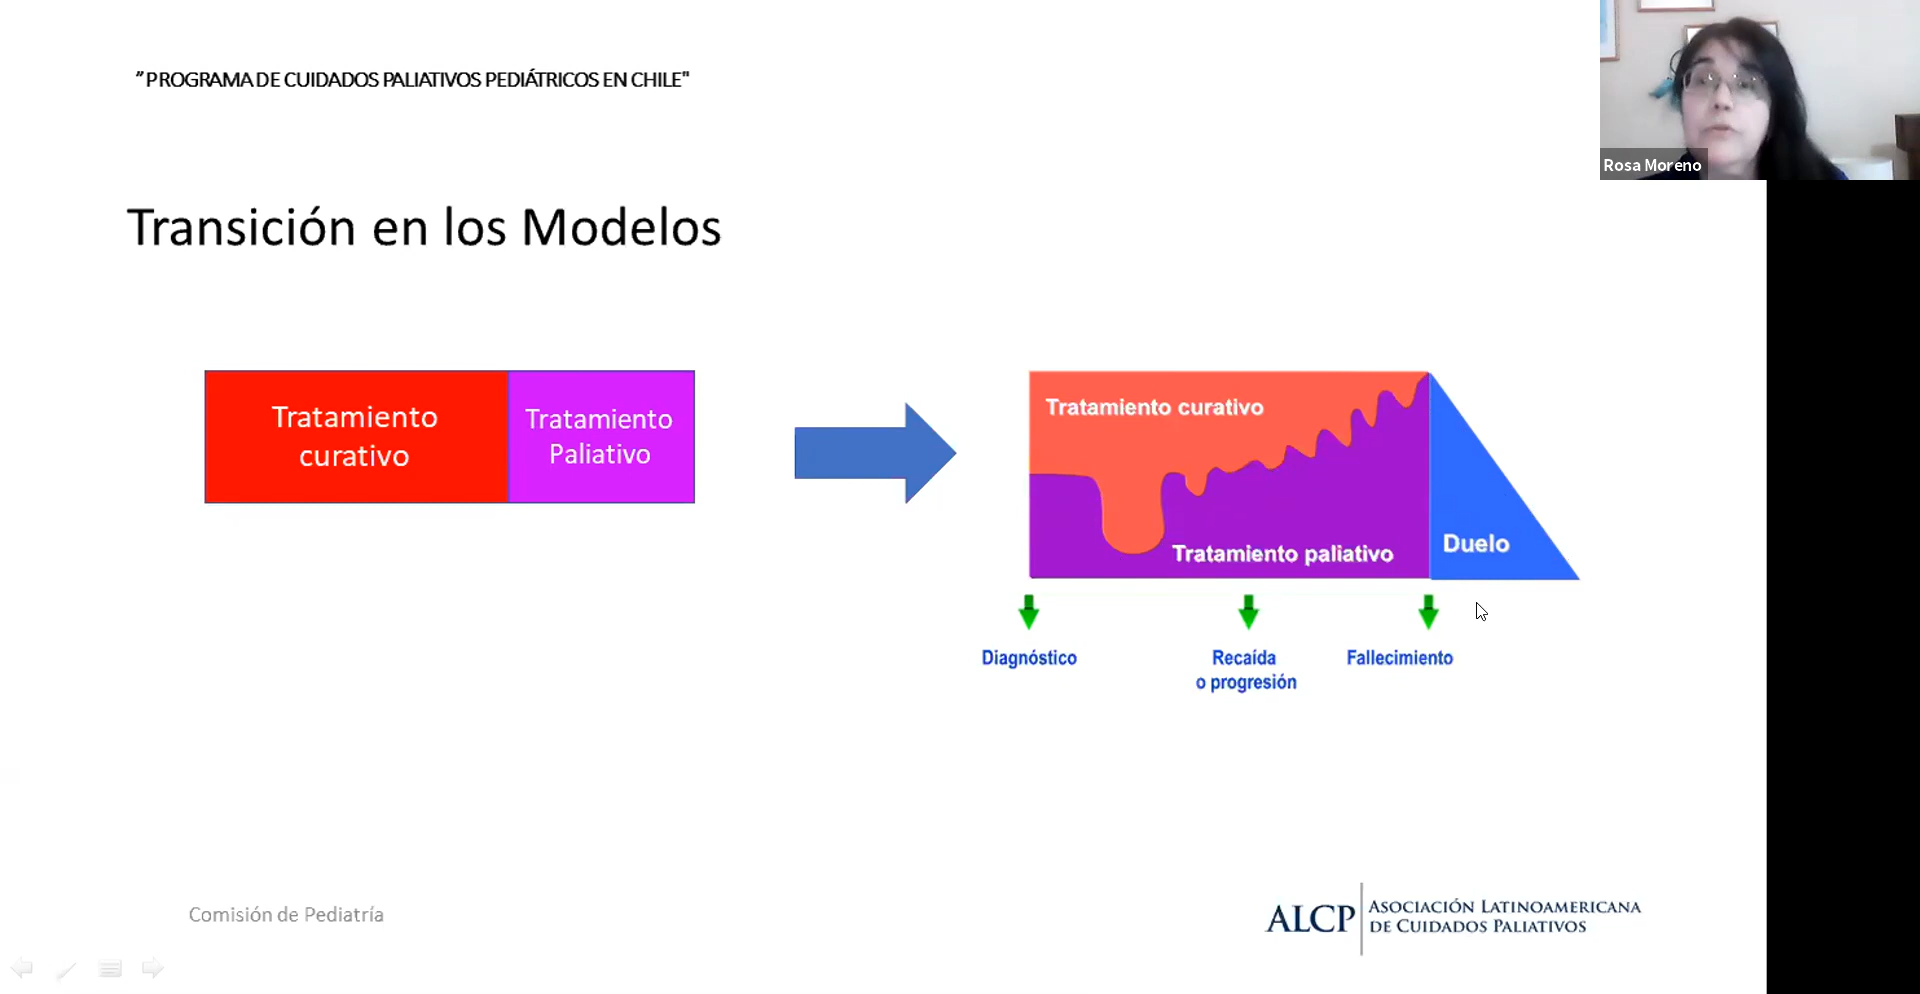 ”PROGRAMA DE CUIDADOS PALIATIVOS PEDIÁTRICOS EN CHILE"
Rosa Moreno
Transición en los Modelos
Tratamiento
curativo
Tratamiento
Paliativo
Tratamiento curativo
Tratamiento paliativo
Duelo
Diagnóstico
Recaída
o progresión
Fallecimiento
Comisión de Pediatría
ALCP
ASOCIACIÓN LATINOAMERICANA
DE CUIDADOS PALIATIVOS